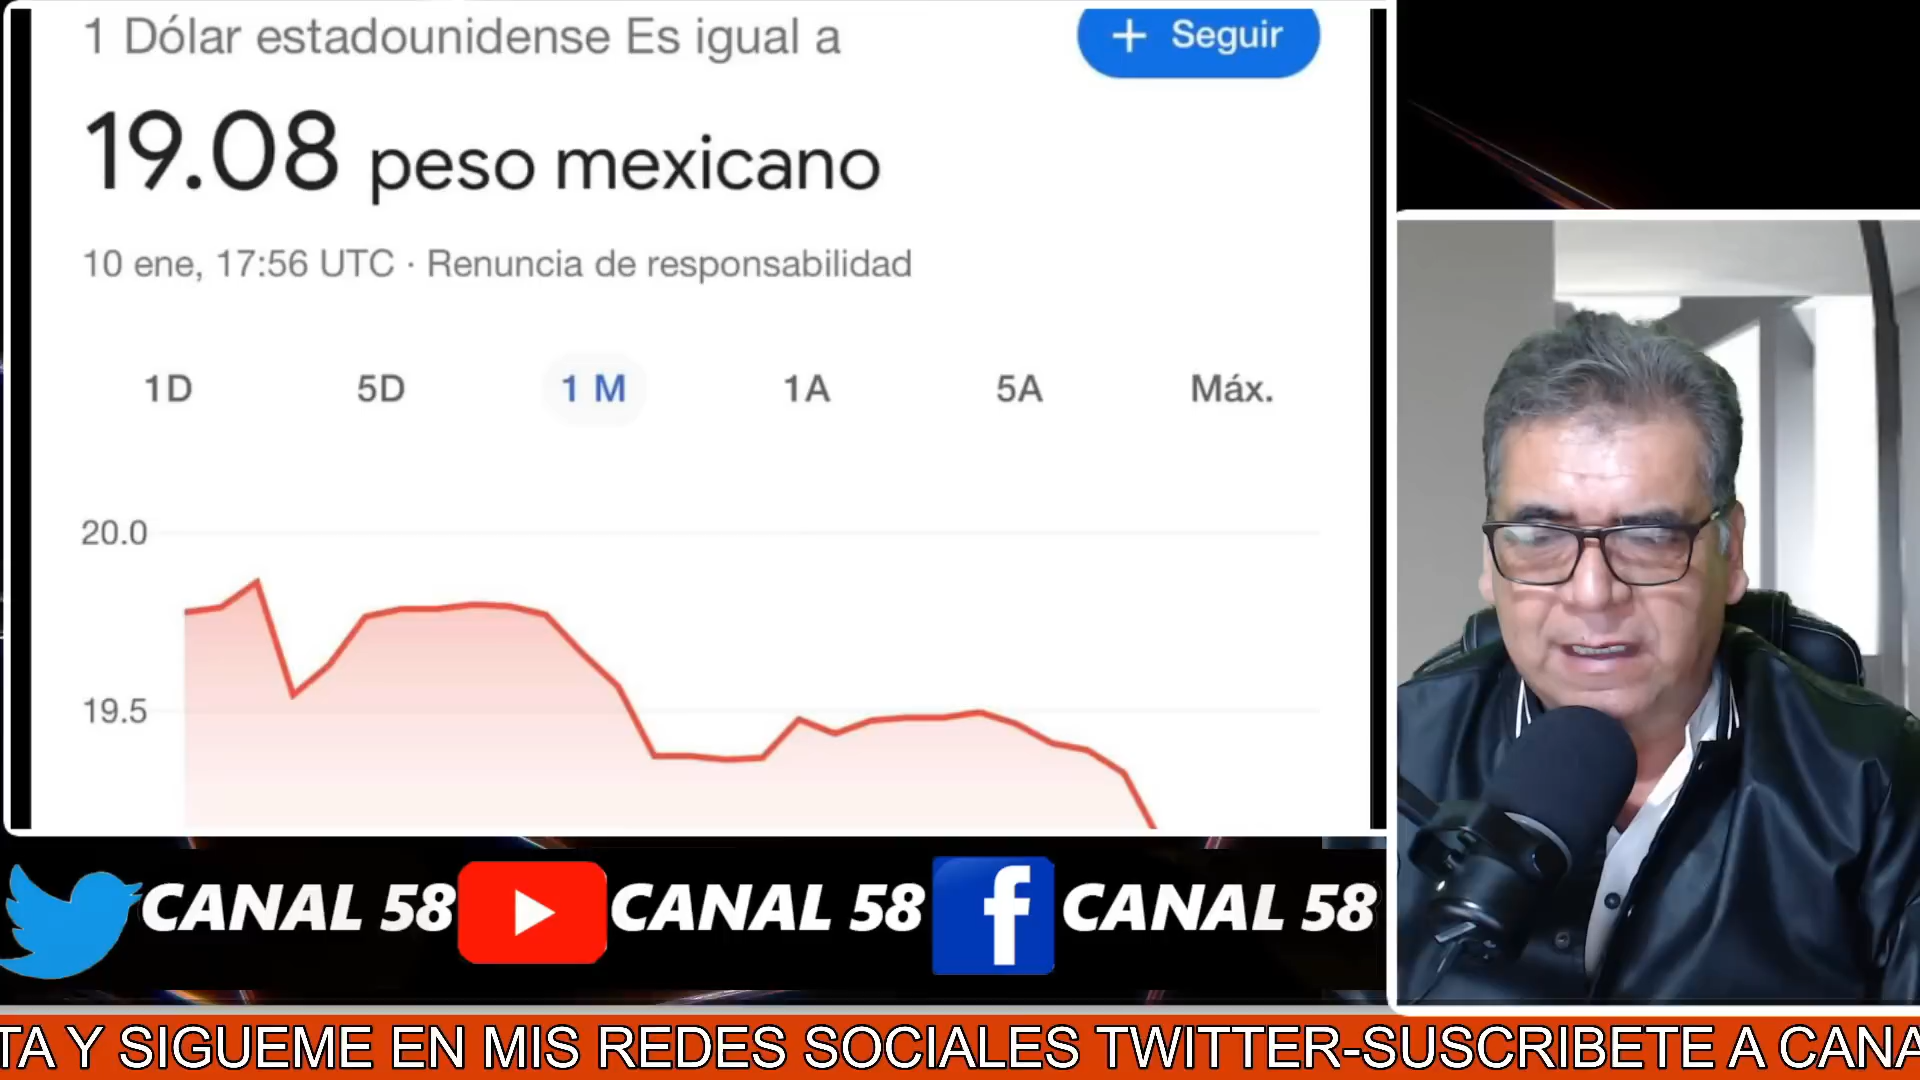 1 Dólar estadounidense Es igual a
+ Seguir
19.08 peso mexicano
10 ene, 17:56 UTC · Renuncia de responsabilidad
1D 5D 1 M 1A 5A Máx.
20.0
19.5
CANAL 58 CANAL 58 f CANAL 58
TA Y SIGUEME EN MIS REDES SOCIALES TWITTER-SUSCRIBETE A CANA